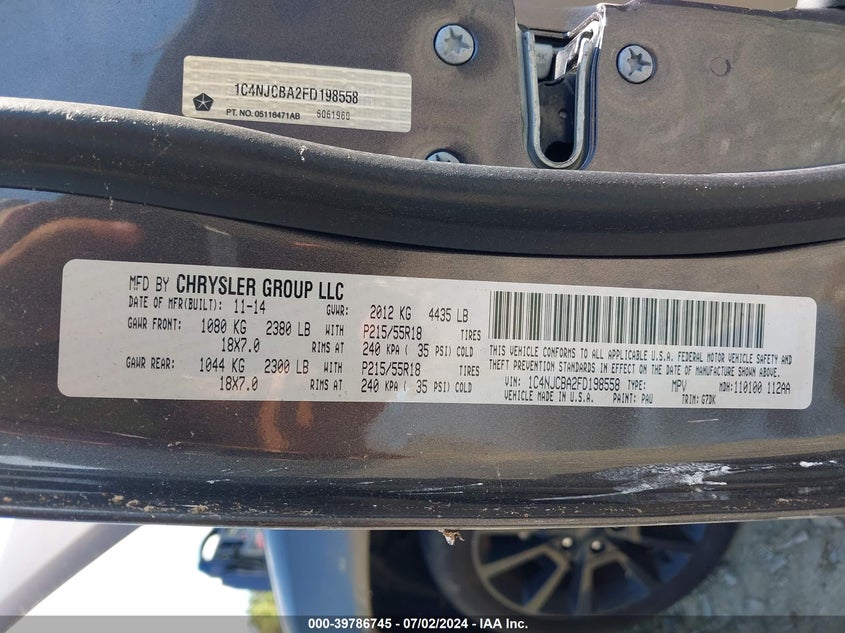 1C4NJCBA2FD198558
PT. NO. 05116471AB 6061960
MFD BY CHRYSLER GROUP LLC
DATE OF MFR(BUILT): 11-14 GVWR: 2012 KG 4435 LB
GAWR FRONT: 1080 KG 2380 LB WITH P215/55R18 TIRES
18X7.0 RIMS AT 240 KPA ( 35 PSI) COLD
GAWR REAR: 1044 KG 2300 LB WITH P215/55R18 TIRES
18X7.0 RIMS AT 240 KPA ( 35 PSI) COLD
THIS VEHICLE CONFORMS TO ALL APPLICABLE U.S.A. FEDERAL MOTOR VEHICLE SAFETY AND
THEFT PREVENTION STANDARDS IN EFFECT ON THE DATE OF MANUFACTURE SHOWN ABOVE.
VIN: 1C4NJCBA2FD198558 TYPE: MPV MDH:110100 112AA
VEHICLE MADE IN U.S.A. PAINT: PAU TRIM: G7DK
000-39786745 - 07/02/2024 - IAA Inc.